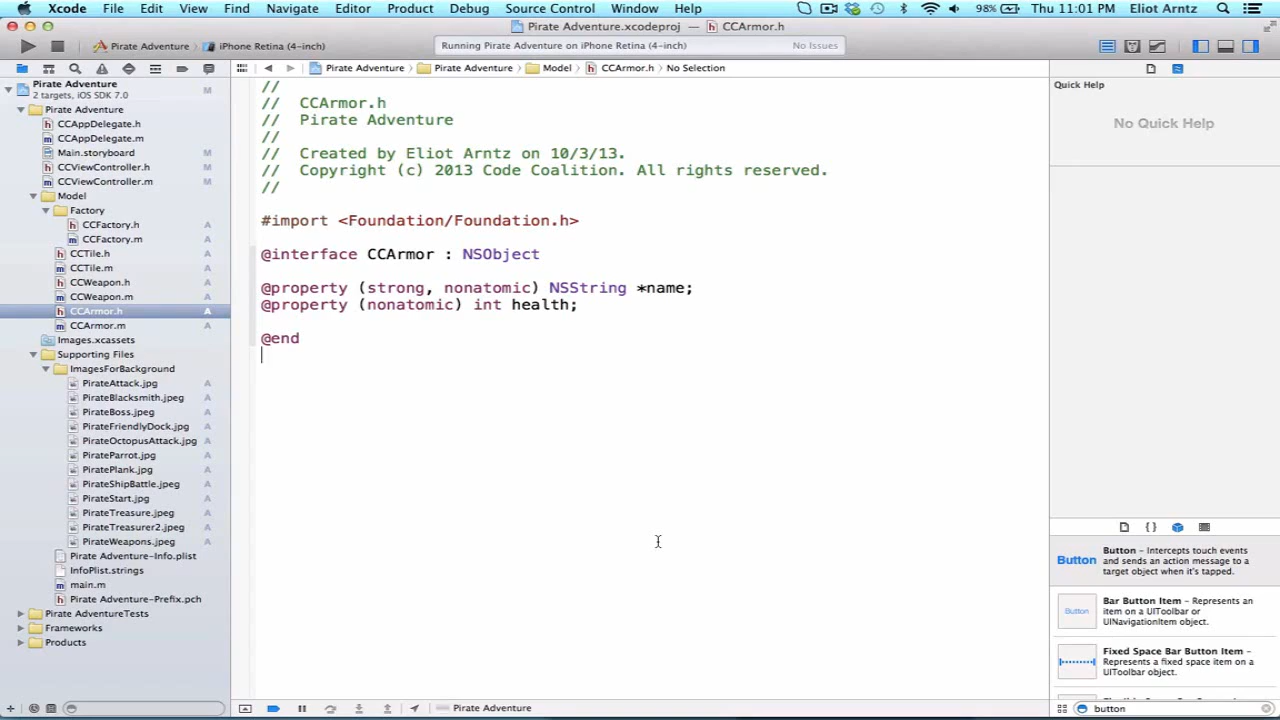 Xcode File Edit View Find Navigate Editor Product Debug Source Control Window Help 98% Thu 11:01 PM Eliot Arntz
Pirate Adventure.xcodeproj — CCArmor.h
Pirate Adventure iPhone Retina (4-inch) Running Pirate Adventure on iPhone Retina (4-inch) No Issues
Pirate Adventure Pirate Adventure Model CCArmor.h No Selection
Pirate Adventure M
2 targets, iOS SDK 7.0
Pirate Adventure
CCAppDelegate.h
CCAppDelegate.m
Main.storyboard M
CCViewController.h M
CCViewController.m M
Model
Factory
CCFactory.h A
CCFactory.m A
CCTile.h A
CCTile.m A
CCWeapon.h A
CCWeapon.m A
CCArmor.h A
CCArmor.m A
Images.xcassets
Supporting Files
ImagesForBackground
PirateAttack.jpg A
PirateBlacksmith.jpeg A
PirateBoss.jpeg A
PirateFriendlyDock.jpg A
PirateOctopusAttack.jpg A
PirateParrot.jpg A
PiratePlank.jpg A
PirateShipBattle.jpeg A
PirateStart.jpg A
PirateTreasure.jpeg A
PirateTreasurer2.jpeg A
PirateWeapons.jpeg A
Pirate Adventure-Info.plist
InfoPlist.strings
main.m
Pirate Adventure-Prefix.pch
Pirate AdventureTests
Frameworks
Products
//
// CCArmor.h
// Pirate Adventure
//
// Created by Eliot Arntz on 10/3/13.
// Copyright (c) 2013 Code Coalition. All rights reserved.
//
#import <Foundation/Foundation.h>
@interface CCArmor : NSObject
@property (strong, nonatomic) NSString *name;
@property (nonatomic) int health;
@end
Pirate Adventure
Quick Help
No Quick Help
{}
Button
Button – Intercepts touch events
and sends an action message to a
target object when it's tapped.
Button
Bar Button Item – Represents an
item on a UIToolbar or
UINavigationItem object.
Fixed Space Bar Button Item –
Represents a fixed space item on a
UIToolbar object.
button